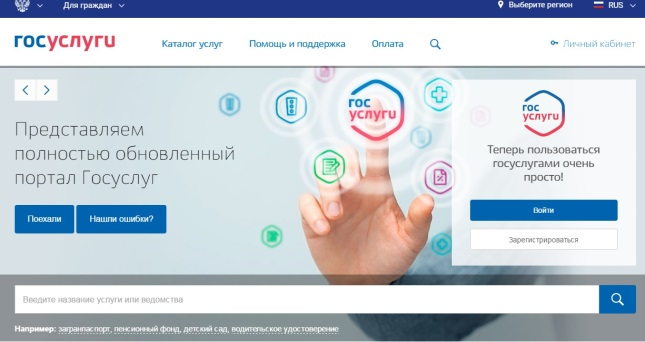 Для граждан
Выберите регион
RUS
госуслуги
Каталог услуг
Помощь и поддержка
Оплата
Личный кабинет
гос
услуги
гос
услуги
Представляем
полностью обновленный
портал Госуслуг
Теперь пользоваться
госуслугами очень
просто!
Поехали
Нашли ошибки?
Войти
Зарегистрироваться
Введите название услуги или ведомства
Например: загранпаспорт, пенсионный фонд, детский сад, водительское удостоверение